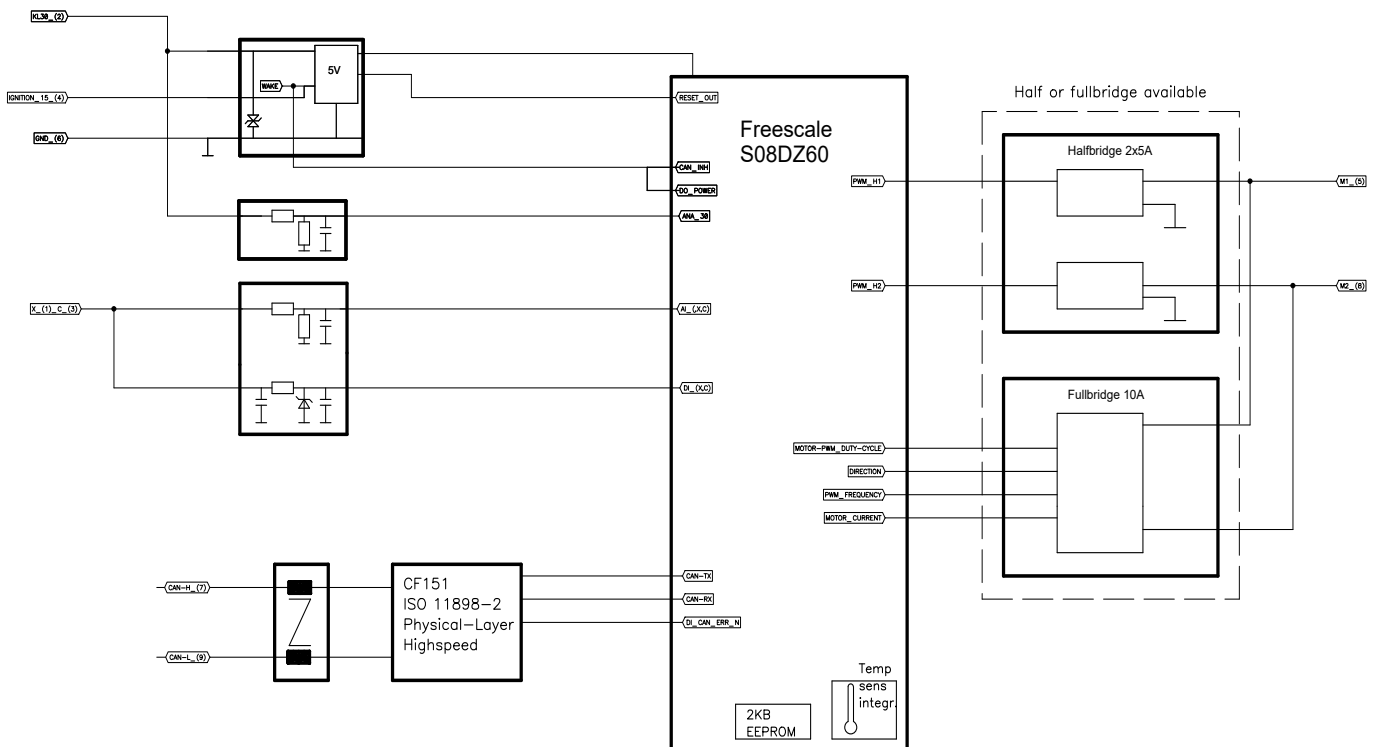 KL30_(2)
IGNITION_15_(4)
GND_(6)
5V
WAKE
RESET_OUT
CAN_INH
DO_POWER
ANA_30
X_(1)_C_(3)
AI_(,X,C)
DI_(X,C)
CAN-H_(7)
CAN-L_(9)
CF151
ISO 11898-2
Physical-Layer
Highspeed
CAN-TX
CAN-RX
DI_CAN_ERR_N
Freescale
S08DZ60
PWM_H1
PWM_H2
MOTOR-PWM_DUTY-CYCLE
DIRECTION
PWM_FREQUENCY
MOTOR_CURRENT
2KB
EEPROM
Temp
sens
integr.
Half or fullbridge available
Halfbridge 2x5A
Fullbridge 10A
M1_(5)
M2_(8)